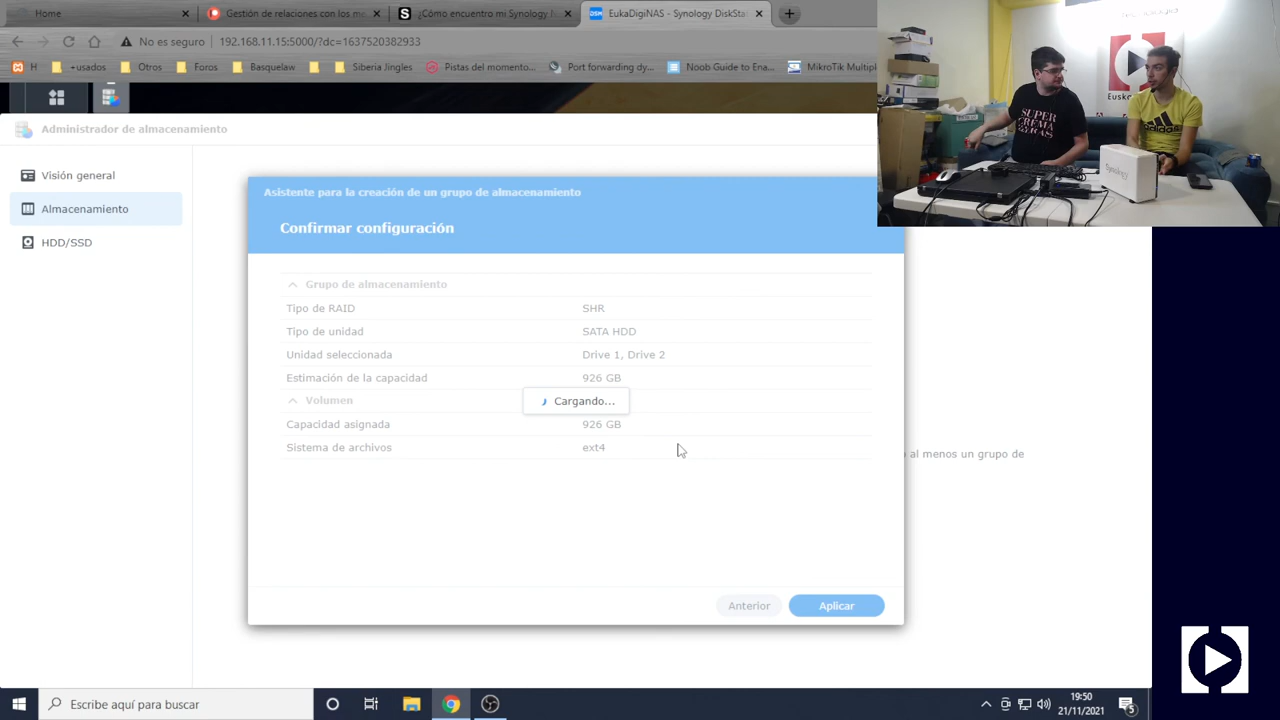 Home
Gestión de relaciones con los me
¿Cómo encuentro mi Synology N
EukaDigiNAS - Synology DiskSta
No es seguro
192.168.11.15:5000/?dc=1637520382933
H
+usados
Otros
Foros
Basquelaw
Siberia Jingles
Pistas del momento...
Port forwarding dy...
Noob Guide to Ena...
MikroTik Multiple
Administrador de almacenamiento
Visión general
Almacenamiento
HDD/SSD
Asistente para la creación de un grupo de almacenamiento
Confirmar configuración
Grupo de almacenamiento
Tipo de RAID SHR
Tipo de unidad SATA HDD
Unidad seleccionada Drive 1, Drive 2
Estimación de la capacidad 926 GB
Cargando...
Volumen
Capacidad asignada 926 GB
Sistema de archivos ext4
al menos un grupo de
Anterior
Aplicar
Escribe aquí para buscar
19:50
21/11/2021
5
SUPER
CREMA
adidas
Synology